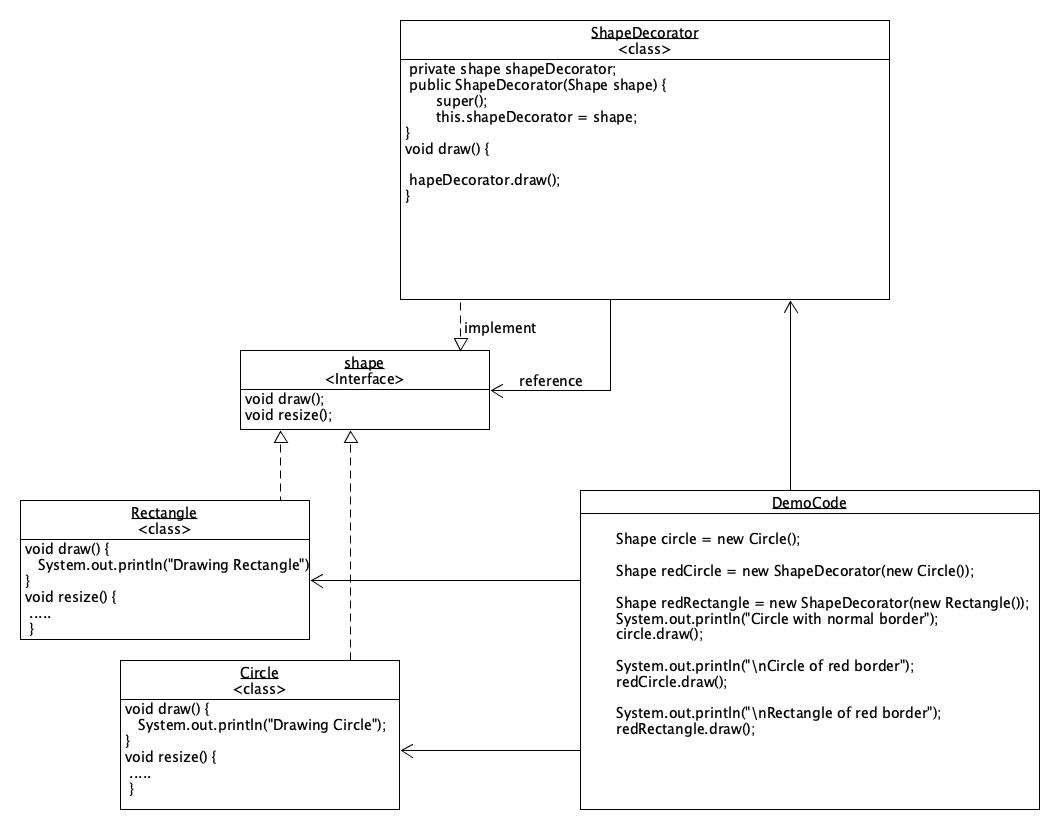 ShapeDecorator
<class>
private shape shapeDecorator;
public ShapeDecorator(Shape shape) {
super();
this.shapeDecorator = shape;
}
void draw() {
hapeDecorator.draw();
}
implement
reference
shape
<Interface>
void draw();
void resize();
Rectangle
<class>
void draw() {
System.out.println("Drawing Rectangle")
}
void resize() {
.....
}
Circle
<class>
void draw() {
System.out.println("Drawing Circle");
}
void resize() {
.....
}
DemoCode
Shape circle = new Circle();
Shape redCircle = new ShapeDecorator(new Circle());
Shape redRectangle = new ShapeDecorator(new Rectangle());
System.out.println("Circle with normal border");
circle.draw();
System.out.println("\nCircle of red border");
redCircle.draw();
System.out.println("\nRectangle of red border");
redRectangle.draw();